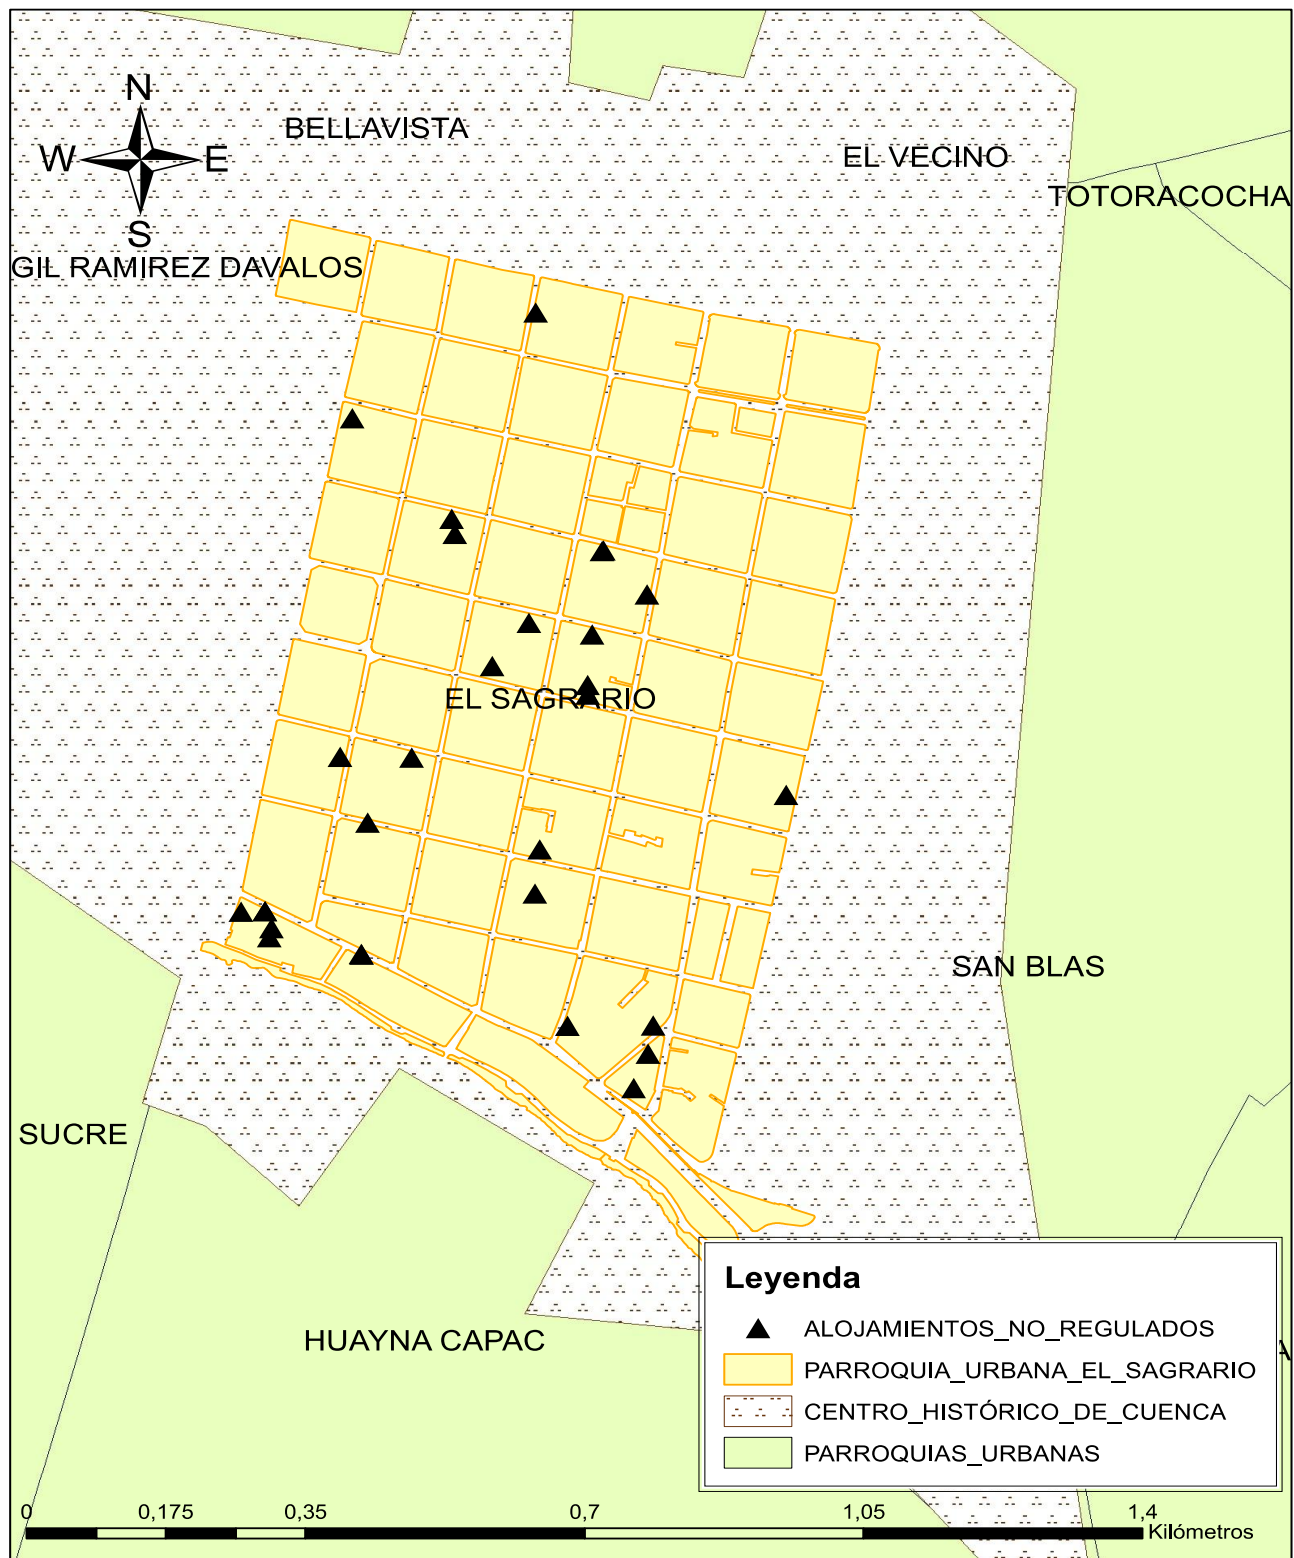 N
BELLAVISTA
W
E
EL VECINO
TOTORACOCHA
S
GIL RAMIREZ DAVALOS
EL SAGRARIO
SAN BLAS
SUCRE
HUAYNA CAPAC
Leyenda
ALOJAMIENTOS_NO_REGULADOS
A
PARROQUIA_URBANA_EL_SAGRARIO
CENTRO_HISTÓRICO_DE_CUENCA
PARROQUIAS_URBANAS
0 0,175 0,35 0,7 1,05 1,4
Kilómetros